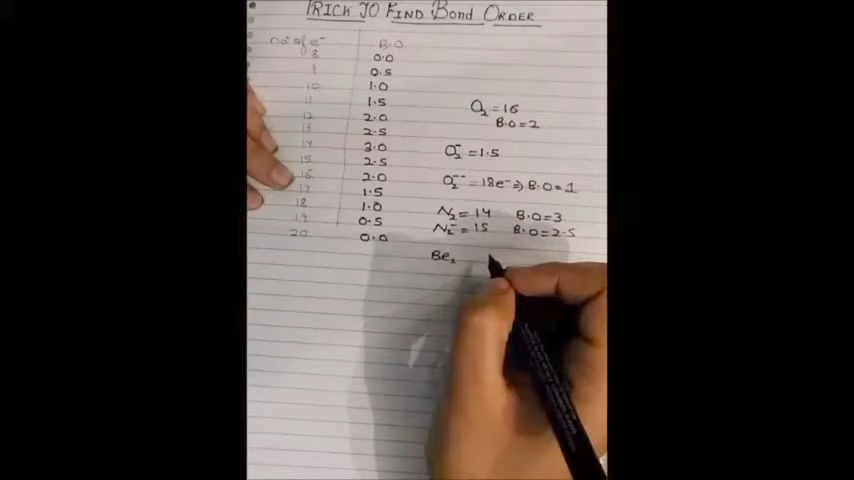 TRICK TO FIND BOND ORDER
no of e⁻ B.O
8 0.0
9 0.5
10 1.0
11 1.5
12 2.0
13 2.5
14 3.0
15 2.5
16 2.0
17 1.5
18 1.0
19 0.5
20 0.0
O₂ = 16
B.O = 2
O₂⁻ = 1.5
O₂⁻⁻ = 18e⁻ ⇒ B.O = 1
N₂ = 14 B.O = 3
N₂⁻ = 15 B.O = 2.5
Be₂